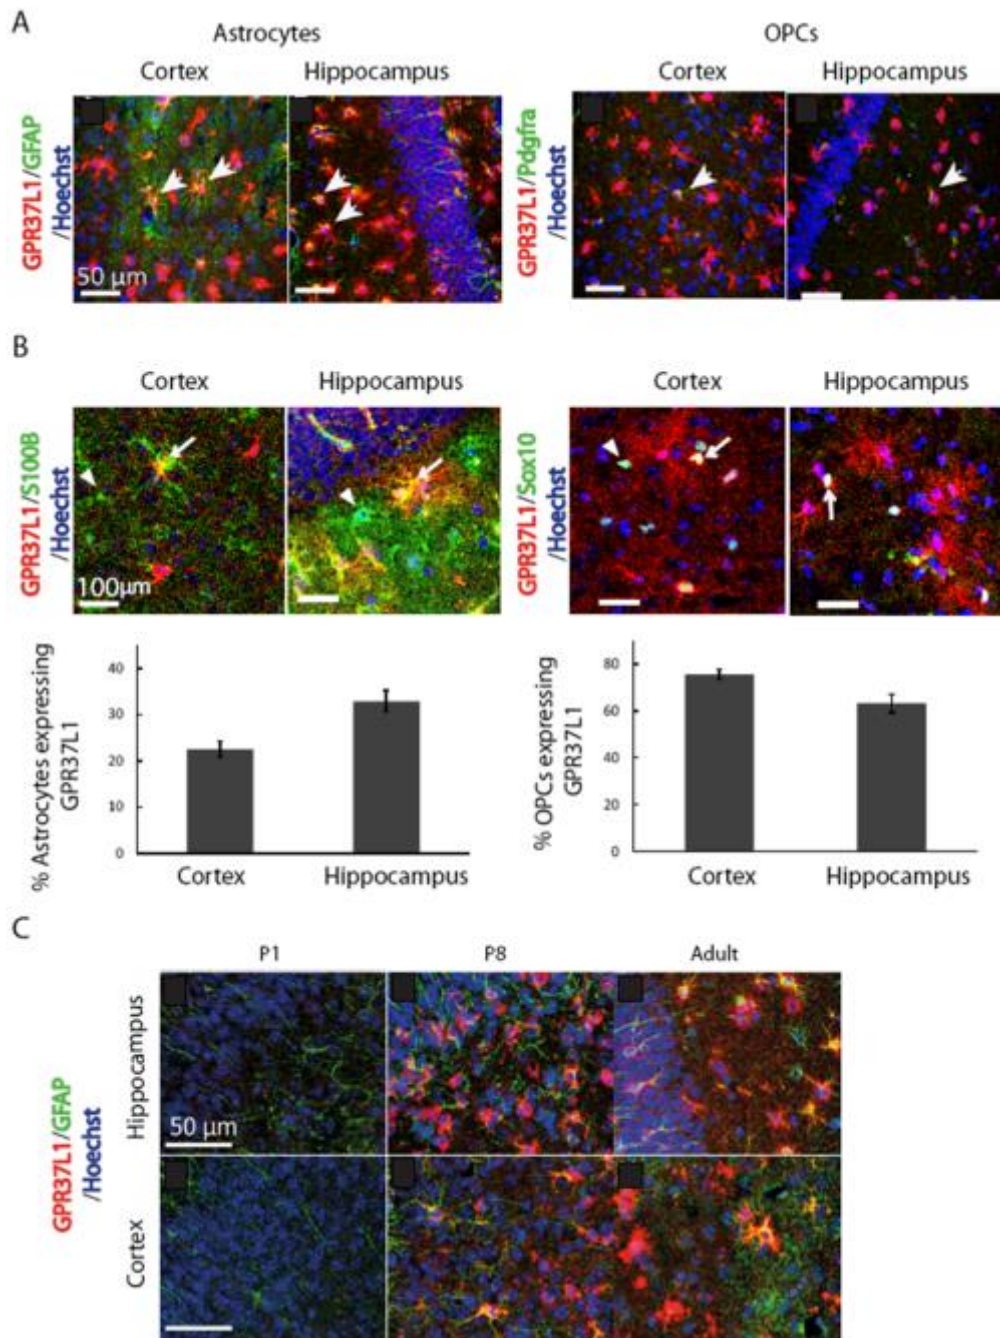 A
Astrocytes
OPCs
Cortex
Hippocampus
Cortex
Hippocampus
GPR37L1/GFAP
/Hoechst
50 µm
GPR37L1/Pdgfra
/Hoechst
B
Cortex
Hippocampus
Cortex
Hippocampus
GPR37L1/S100B
/Hoechst
100µm
GPR37L1/Sox10
/Hoechst
% Astrocytes expressing
GPR37L1
40
30
20
10
0
Cortex
Hippocampus
% OPCs expressing
GPR37L1
80
60
40
20
0
Cortex
Hippocampus
C
P1
P8
Adult
GPR37L1/GFAP
/Hoechst
Hippocampus
50 µm
Cortex